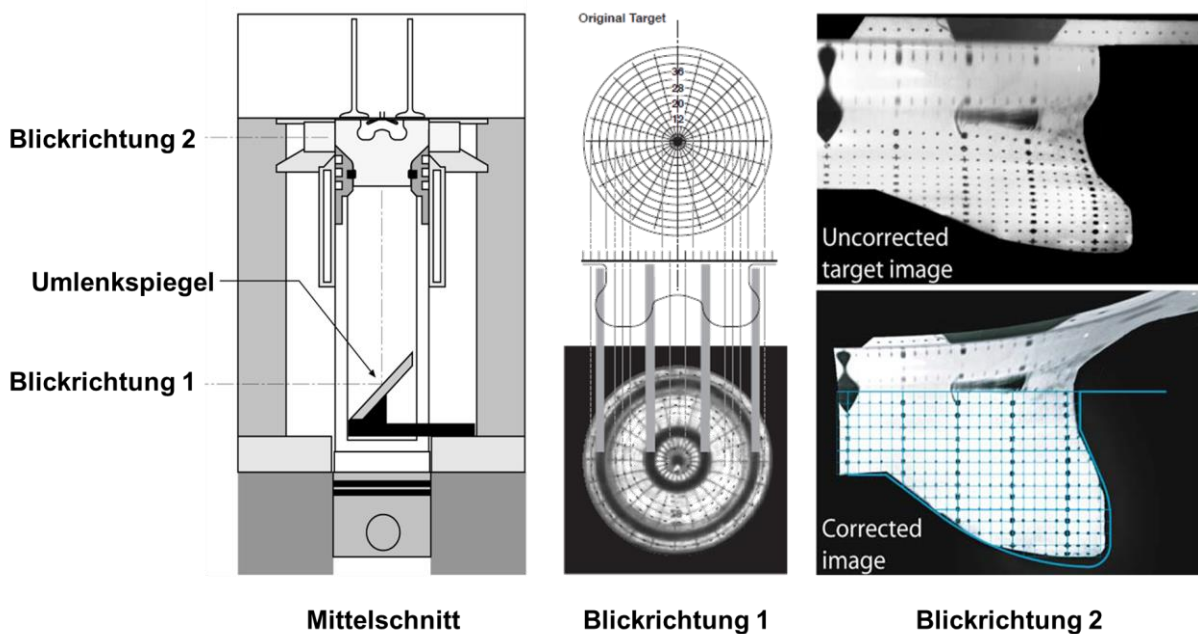 Blickrichtung 2
Umlenkspiegel
Blickrichtung 1
Mittelschnitt
Original Target
36
28
20
12
Blickrichtung 1
Uncorrected
target image
Corrected
image
Blickrichtung 2